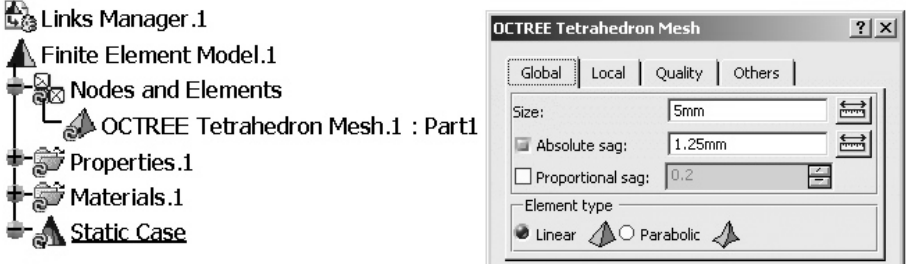 Links Manager.1
Finite Element Model.1
Nodes and Elements
OCTREE Tetrahedron Mesh.1 : Part1
Properties.1
Materials.1
Static Case
OCTREE Tetrahedron Mesh
Global Local Quality Others
Size: 5mm
Absolute sag: 1.25mm
Proportional sag: 0.2
Element type
Linear Parabolic